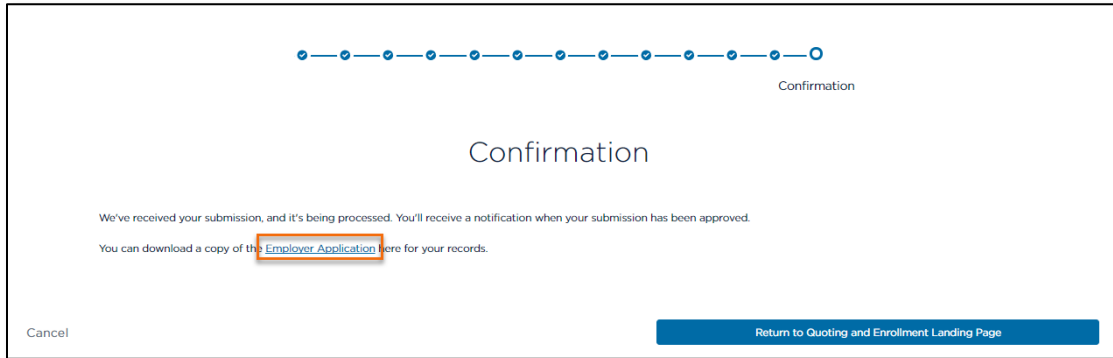 Confirmation
Confirmation
We've received your submission, and it's being processed. You'll receive a notification when your submission has been approved.
You can download a copy of the Employer Application here for your records.
Cancel
Return to Quoting and Enrollment Landing Page